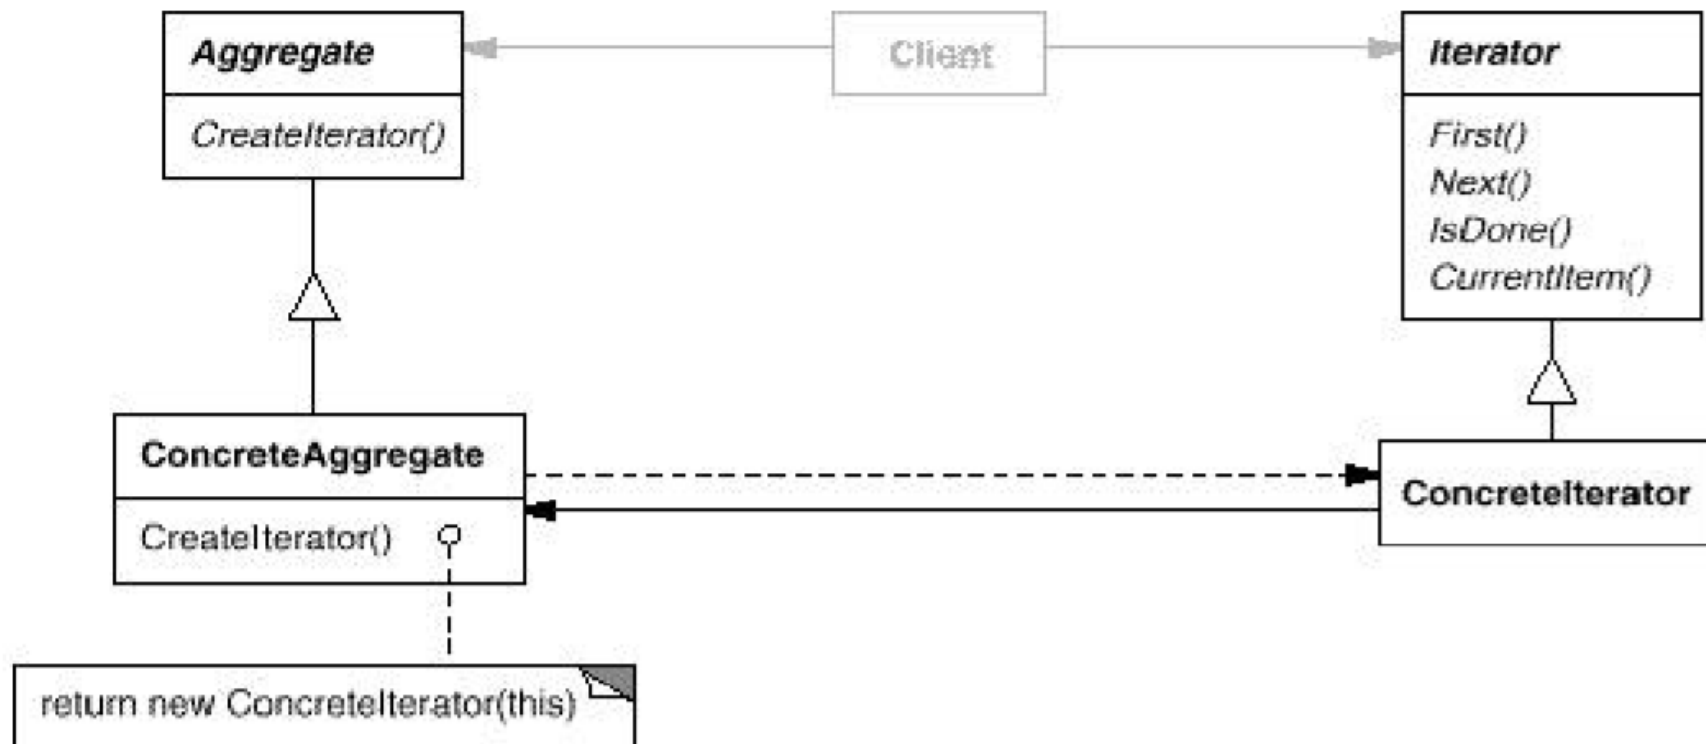 Aggregate
CreateIterator()
Client
Iterator
First()
Next()
IsDone()
CurrentItem()
ConcreteAggregate
CreateIterator()
ConcreteIterator
return new ConcreteIterator(this)